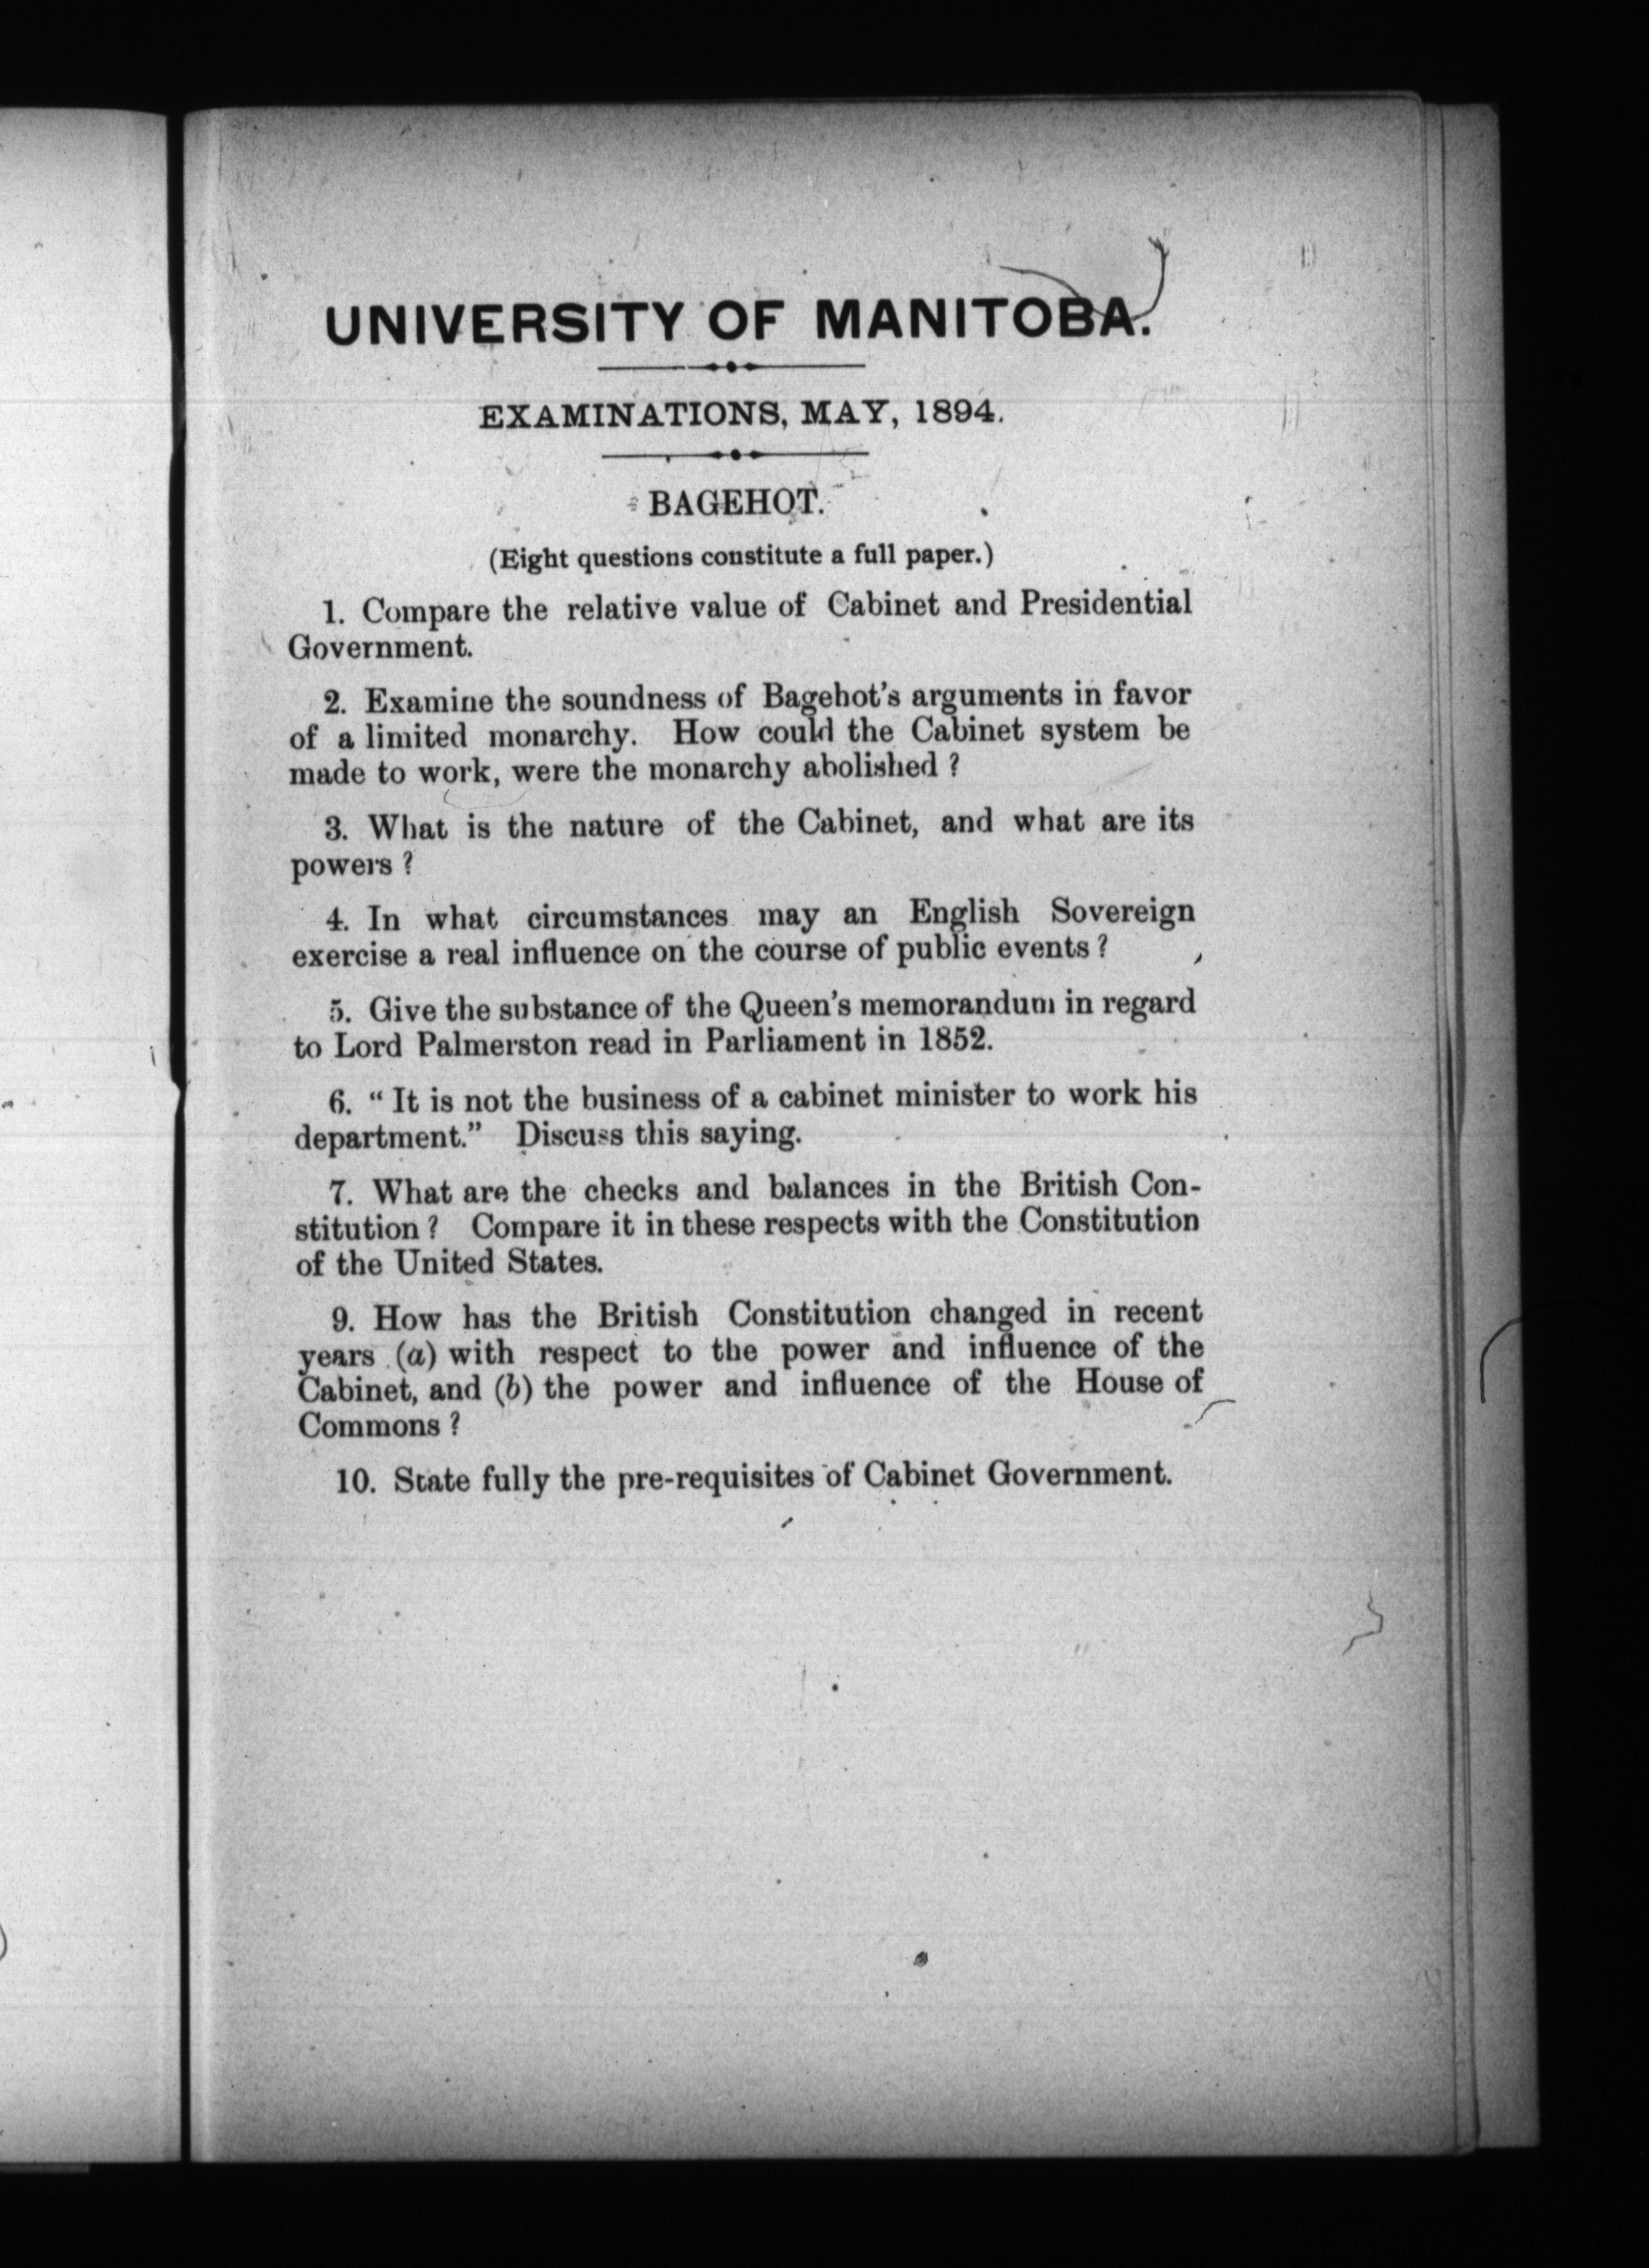 UNIVERSITY OF MANITOBA.
EXAMINATIONS, MAY, 1894.
BAGEHOT.
(Eight questions constitute a full paper.)
1. Compare the relative value of Cabinet and Presidential
Government.
2. Examine the soundness of Bagehot's arguments in favor
of a limited monarchy. How could the Cabinet system be
made to work, were the monarchy abolished ?
3. What is the nature of the Cabinet, and what are its
powers ?
4. In what circumstances may an English Sovereign
exercise a real influence on the course of public events ?
5. Give the substance of the Queen's memorandum in regard
to Lord Palmerston read in Parliament in 1852.
6. “ It is not the business of a cabinet minister to work his
department.” Discuss this saying.
7. What are the checks and balances in the British Con-
stitution ? Compare it in these respects with the Constitution
of the United States.
9. How has the British Constitution changed in recent
years (a) with respect to the power and influence of the
Cabinet, and (b) the power and influence of the House of
Commons ?
10. State fully the pre-requisites of Cabinet Government.